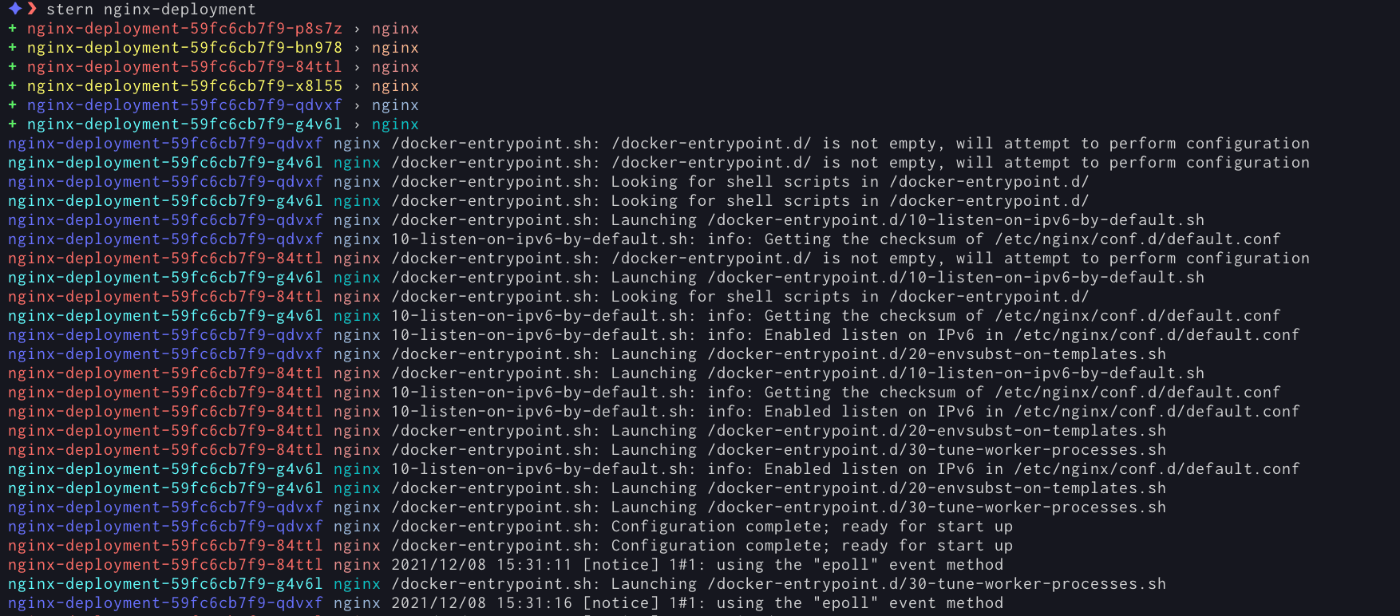 ✦ ❯ stern nginx-deployment
+ nginx-deployment-59fc6cb7f9-p8s7z › nginx
+ nginx-deployment-59fc6cb7f9-bn978 › nginx
+ nginx-deployment-59fc6cb7f9-84ttl › nginx
+ nginx-deployment-59fc6cb7f9-x8l55 › nginx
+ nginx-deployment-59fc6cb7f9-qdvxf › nginx
+ nginx-deployment-59fc6cb7f9-g4v6l › nginx
nginx-deployment-59fc6cb7f9-qdvxf nginx /docker-entrypoint.sh: /docker-entrypoint.d/ is not empty, will attempt to perform configuration
nginx-deployment-59fc6cb7f9-g4v6l nginx /docker-entrypoint.sh: /docker-entrypoint.d/ is not empty, will attempt to perform configuration
nginx-deployment-59fc6cb7f9-qdvxf nginx /docker-entrypoint.sh: Looking for shell scripts in /docker-entrypoint.d/
nginx-deployment-59fc6cb7f9-g4v6l nginx /docker-entrypoint.sh: Looking for shell scripts in /docker-entrypoint.d/
nginx-deployment-59fc6cb7f9-qdvxf nginx /docker-entrypoint.sh: Launching /docker-entrypoint.d/10-listen-on-ipv6-by-default.sh
nginx-deployment-59fc6cb7f9-qdvxf nginx 10-listen-on-ipv6-by-default.sh: info: Getting the checksum of /etc/nginx/conf.d/default.conf
nginx-deployment-59fc6cb7f9-84ttl nginx /docker-entrypoint.sh: /docker-entrypoint.d/ is not empty, will attempt to perform configuration
nginx-deployment-59fc6cb7f9-g4v6l nginx /docker-entrypoint.sh: Launching /docker-entrypoint.d/10-listen-on-ipv6-by-default.sh
nginx-deployment-59fc6cb7f9-84ttl nginx /docker-entrypoint.sh: Looking for shell scripts in /docker-entrypoint.d/
nginx-deployment-59fc6cb7f9-g4v6l nginx 10-listen-on-ipv6-by-default.sh: info: Getting the checksum of /etc/nginx/conf.d/default.conf
nginx-deployment-59fc6cb7f9-qdvxf nginx 10-listen-on-ipv6-by-default.sh: info: Enabled listen on IPv6 in /etc/nginx/conf.d/default.conf
nginx-deployment-59fc6cb7f9-qdvxf nginx /docker-entrypoint.sh: Launching /docker-entrypoint.d/20-envsubst-on-templates.sh
nginx-deployment-59fc6cb7f9-84ttl nginx /docker-entrypoint.sh: Launching /docker-entrypoint.d/10-listen-on-ipv6-by-default.sh
nginx-deployment-59fc6cb7f9-84ttl nginx 10-listen-on-ipv6-by-default.sh: info: Getting the checksum of /etc/nginx/conf.d/default.conf
nginx-deployment-59fc6cb7f9-84ttl nginx 10-listen-on-ipv6-by-default.sh: info: Enabled listen on IPv6 in /etc/nginx/conf.d/default.conf
nginx-deployment-59fc6cb7f9-84ttl nginx /docker-entrypoint.sh: Launching /docker-entrypoint.d/20-envsubst-on-templates.sh
nginx-deployment-59fc6cb7f9-84ttl nginx /docker-entrypoint.sh: Launching /docker-entrypoint.d/30-tune-worker-processes.sh
nginx-deployment-59fc6cb7f9-g4v6l nginx 10-listen-on-ipv6-by-default.sh: info: Enabled listen on IPv6 in /etc/nginx/conf.d/default.conf
nginx-deployment-59fc6cb7f9-g4v6l nginx /docker-entrypoint.sh: Launching /docker-entrypoint.d/20-envsubst-on-templates.sh
nginx-deployment-59fc6cb7f9-qdvxf nginx /docker-entrypoint.sh: Launching /docker-entrypoint.d/30-tune-worker-processes.sh
nginx-deployment-59fc6cb7f9-qdvxf nginx /docker-entrypoint.sh: Configuration complete; ready for start up
nginx-deployment-59fc6cb7f9-84ttl nginx /docker-entrypoint.sh: Configuration complete; ready for start up
nginx-deployment-59fc6cb7f9-84ttl nginx 2021/12/08 15:31:11 [notice] 1#1: using the "epoll" event method
nginx-deployment-59fc6cb7f9-g4v6l nginx /docker-entrypoint.sh: Launching /docker-entrypoint.d/30-tune-worker-processes.sh
nginx-deployment-59fc6cb7f9-qdvxf nginx 2021/12/08 15:31:16 [notice] 1#1: using the "epoll" event method